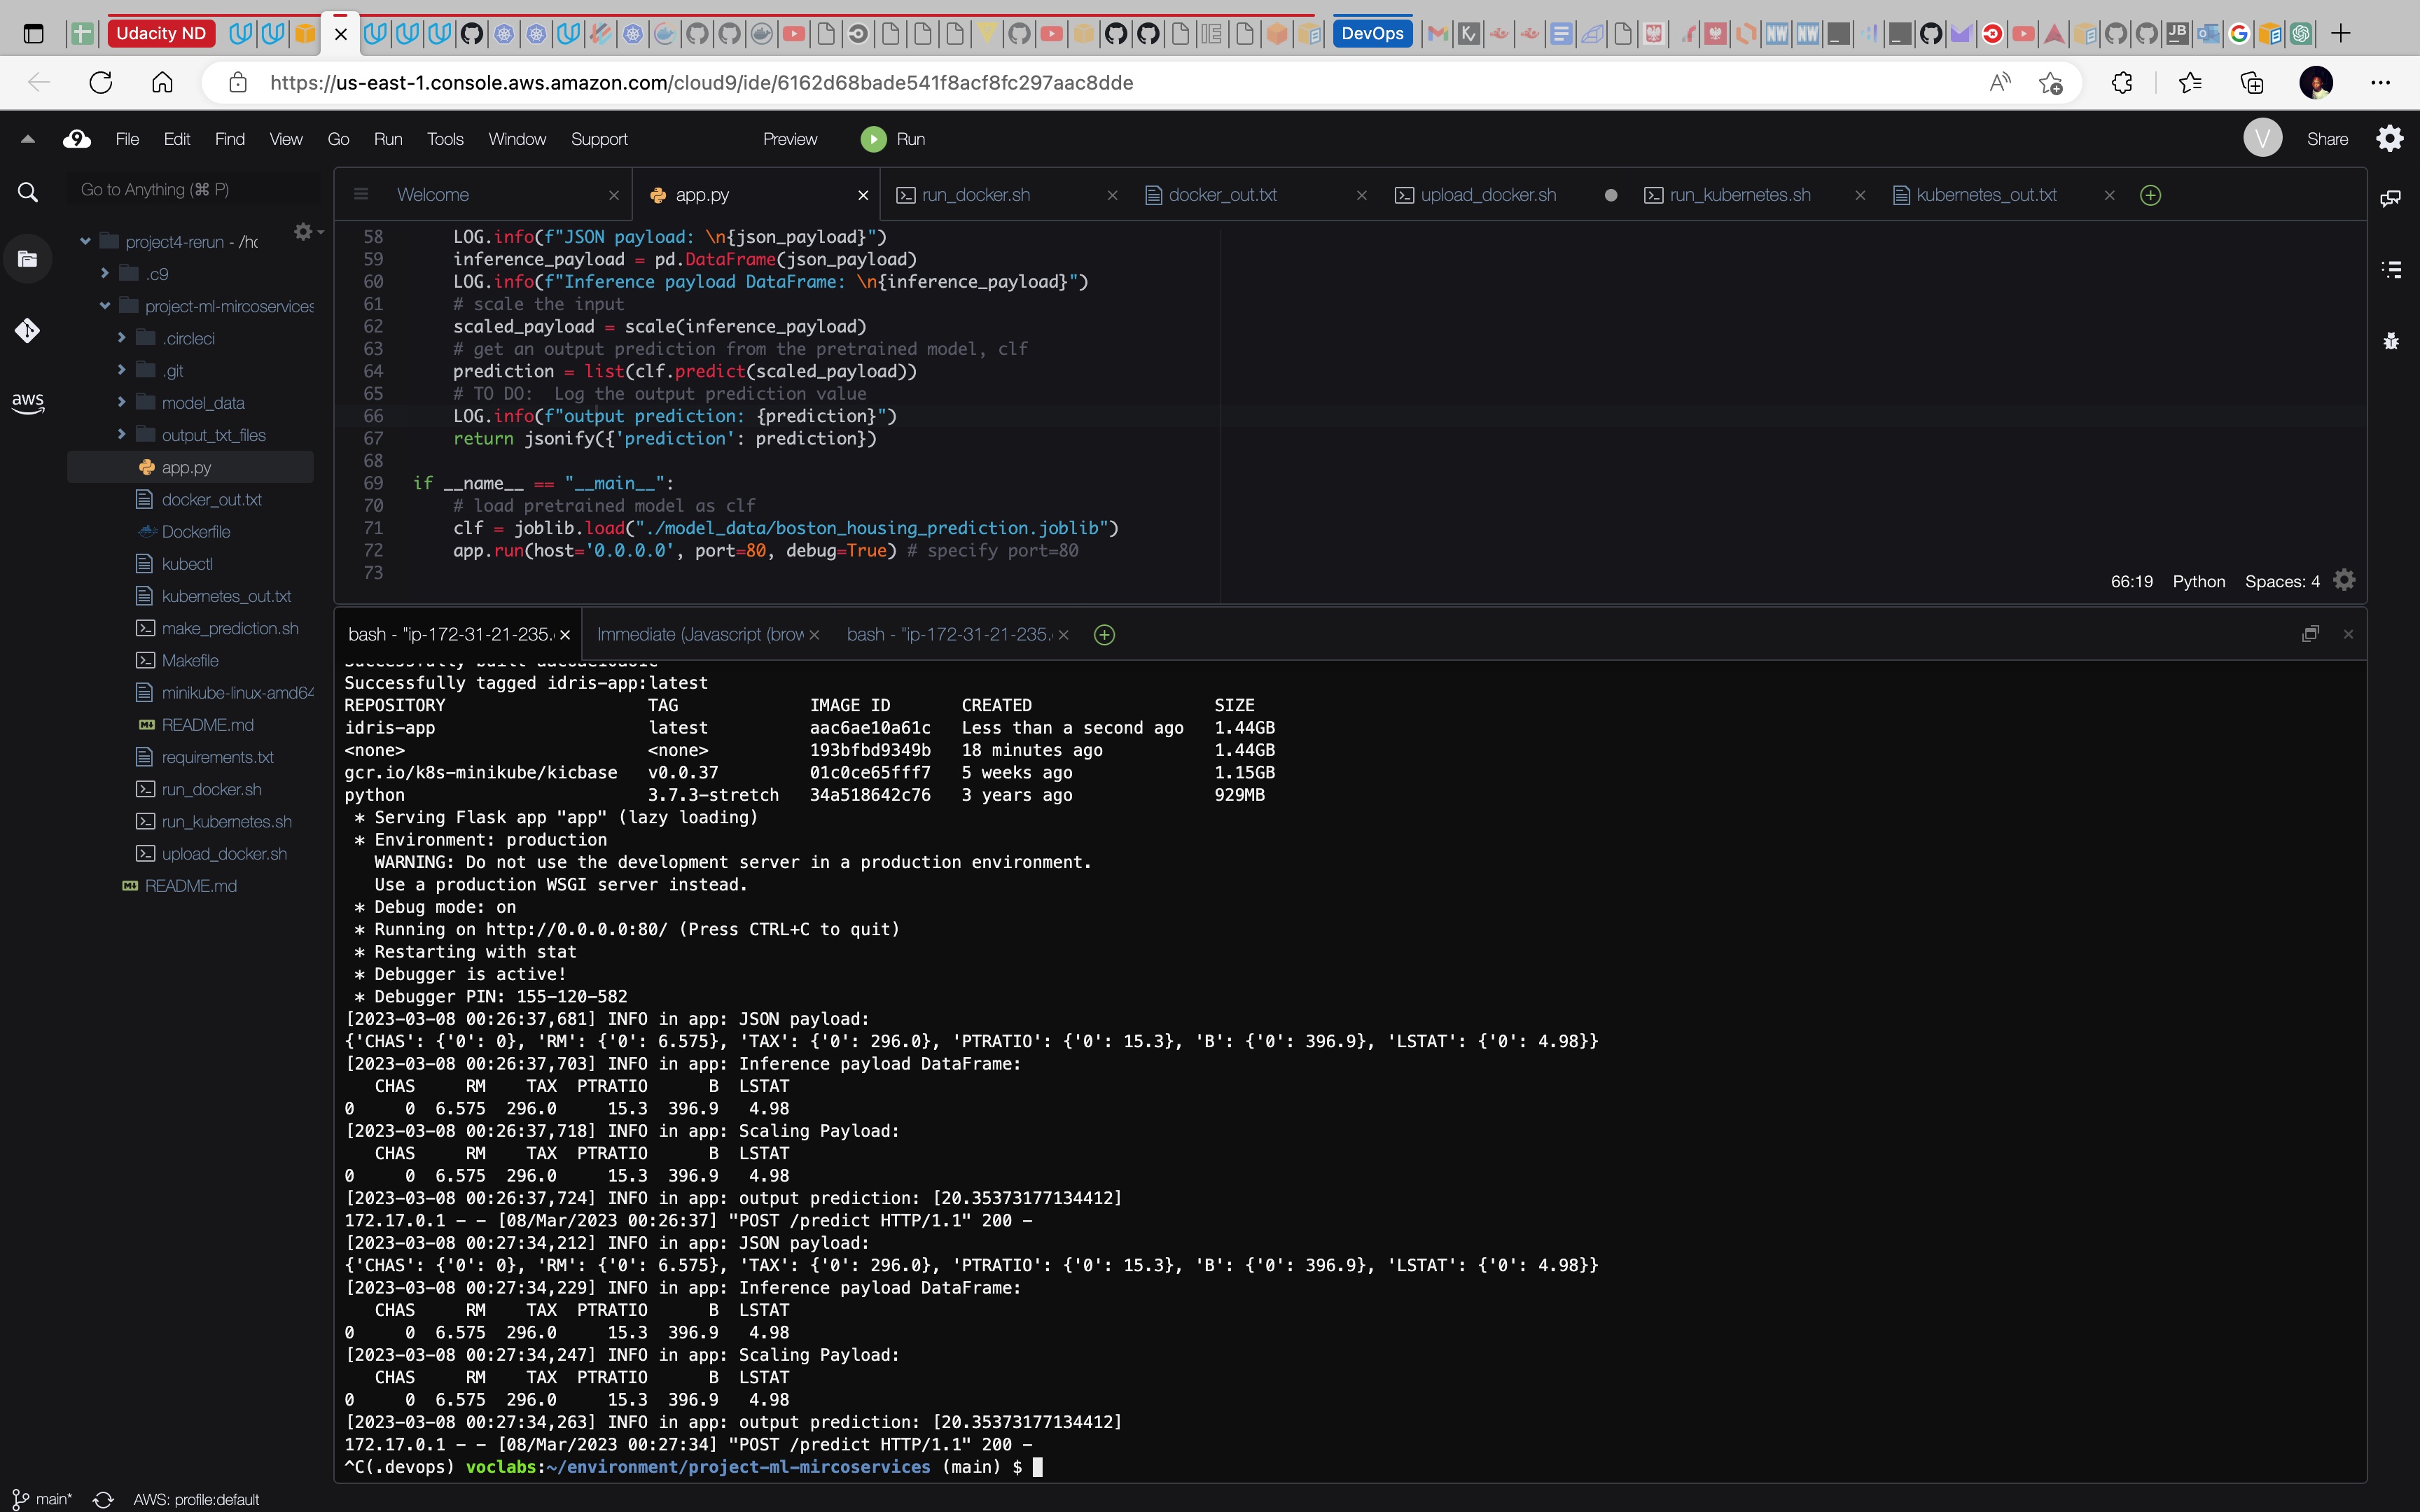 Udacity ND
DevOps
https://us-east-1.console.aws.amazon.com/cloud9/ide/6162d68bade541f8acf8fc297aac8dde
File Edit Find View Go Run Tools Window Support Preview Run V Share
Go to Anything (⌘ P)
Welcome app.py run_docker.sh docker_out.txt upload_docker.sh run_kubernetes.sh kubernetes_out.txt
aws
project4-rerun - /hc
.c9
project-ml-mircoservices
.circleci
.git
model_data
output_txt_files
app.py
docker_out.txt
Dockerfile
kubectl
kubernetes_out.txt
make_prediction.sh
Makefile
minikube-linux-amd64
README.md
requirements.txt
run_docker.sh
run_kubernetes.sh
upload_docker.sh
README.md
58 LOG.info(f"JSON payload: \n{json_payload}")
59 inference_payload = pd.DataFrame(json_payload)
60 LOG.info(f"Inference payload DataFrame: \n{inference_payload}")
61 # scale the input
62 scaled_payload = scale(inference_payload)
63 # get an output prediction from the pretrained model, clf
64 prediction = list(clf.predict(scaled_payload))
65 # TO DO:  Log the output prediction value
66 LOG.info(f"output prediction: {prediction}")
67 return jsonify({'prediction': prediction})
68
69 if __name__ == "__main__":
70 # load pretrained model as clf
71 clf = joblib.load("./model_data/boston_housing_prediction.joblib")
72 app.run(host='0.0.0.0', port=80, debug=True) # specify port=80
73
66:19 Python Spaces: 4
bash - "ip-172-31-21-235. Immediate (Javascript (brow bash - "ip-172-31-21-235.
Successfully tagged idris-app:latest
REPOSITORY TAG IMAGE ID CREATED SIZE
idris-app latest aac6ae10a61c Less than a second ago 1.44GB
<none> <none> 193bfbd9349b 18 minutes ago 1.44GB
gcr.io/k8s-minikube/kicbase v0.0.37 01c0ce65fff7 5 weeks ago 1.15GB
python 3.7.3-stretch 34a518642c76 3 years ago 929MB
* Serving Flask app "app" (lazy loading)
* Environment: production
WARNING: Do not use the development server in a production environment.
Use a production WSGI server instead.
* Debug mode: on
* Running on http://0.0.0.0:80/ (Press CTRL+C to quit)
* Restarting with stat
* Debugger is active!
* Debugger PIN: 155-120-582
[2023-03-08 00:26:37,681] INFO in app: JSON payload:
{'CHAS': {'0': 0}, 'RM': {'0': 6.575}, 'TAX': {'0': 296.0}, 'PTRATIO': {'0': 15.3}, 'B': {'0': 396.9}, 'LSTAT': {'0': 4.98}}
[2023-03-08 00:26:37,703] INFO in app: Inference payload DataFrame:
CHAS RM TAX PTRATIO B LSTAT
0 0 6.575 296.0 15.3 396.9 4.98
[2023-03-08 00:26:37,718] INFO in app: Scaling Payload:
CHAS RM TAX PTRATIO B LSTAT
0 0 6.575 296.0 15.3 396.9 4.98
[2023-03-08 00:26:37,724] INFO in app: output prediction: [20.35373177134412]
172.17.0.1 - - [08/Mar/2023 00:26:37] "POST /predict HTTP/1.1" 200 -
[2023-03-08 00:27:34,212] INFO in app: JSON payload:
{'CHAS': {'0': 0}, 'RM': {'0': 6.575}, 'TAX': {'0': 296.0}, 'PTRATIO': {'0': 15.3}, 'B': {'0': 396.9}, 'LSTAT': {'0': 4.98}}
[2023-03-08 00:27:34,229] INFO in app: Inference payload DataFrame:
CHAS RM TAX PTRATIO B LSTAT
0 0 6.575 296.0 15.3 396.9 4.98
[2023-03-08 00:27:34,247] INFO in app: Scaling Payload:
CHAS RM TAX PTRATIO B LSTAT
0 0 6.575 296.0 15.3 396.9 4.98
[2023-03-08 00:27:34,263] INFO in app: output prediction: [20.35373177134412]
172.17.0.1 - - [08/Mar/2023 00:27:34] "POST /predict HTTP/1.1" 200 -
^C(.devops) voclabs:~/environment/project-ml-mircoservices (main) $
main* AWS: profile:default